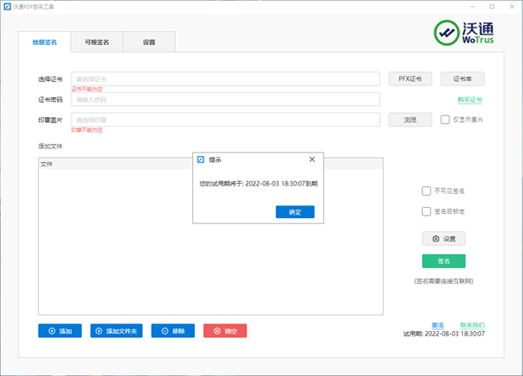 沃通PDF签名工具
批量签名
可视签名
设置
沃通
WoTrus
选择证书
请选择证书
PFX证书
证书库
证书不能为空
证书密码
请输入密码
购买证书
印章图片
请选择印章
浏览
仅显示图片
印章不能为空
添加文件
文件
提示
您的试用期将于: 2022-08-03 18:30:07到期
确定
不可见签名
签名后锁定
设置
签名
(签名需要连接互联网)
添加
添加文件夹
移除
清空
激活
联系我们
试用期: 2022-08-03 18:30:07